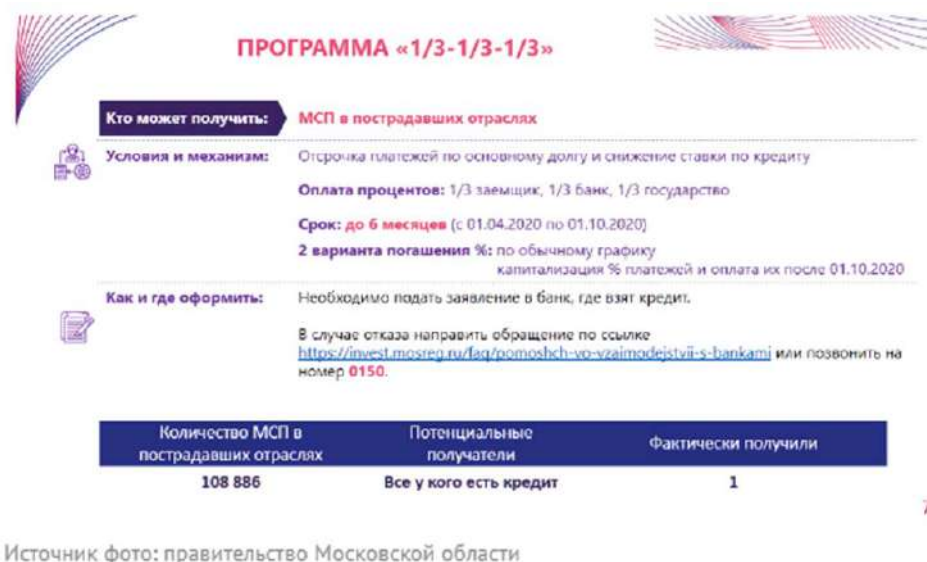 ПРОГРАММА «1/3-1/3-1/3»
Кто может получить: МСП в пострадавших отраслях
Условия и механизм: Отсрочка платежей по основному долгу и снижение ставки по кредиту
Оплата процентов: 1/3 заемщик, 1/3 банк, 1/3 государство
Срок: до 6 месяцев (с 01.04.2020 по 01.10.2020)
2 варианта погашения %: по обычному графику
капитализация % платежей и оплата их после 01.10.2020
Как и где оформить: Необходимо подать заявление в банк, где взят кредит.
В случае отказа направить обращение по ссылке
https://invest.mosreg.ru/faq/pomoshch-vo-vzaimodejstvii-s-bankami или позвонить на
номер 0150.
Количество МСП в Потенциальные Фактически получили
пострадавших отраслях получатели
108 886 Все у кого есть кредит 1
7
Источник фото: правительство Московской области